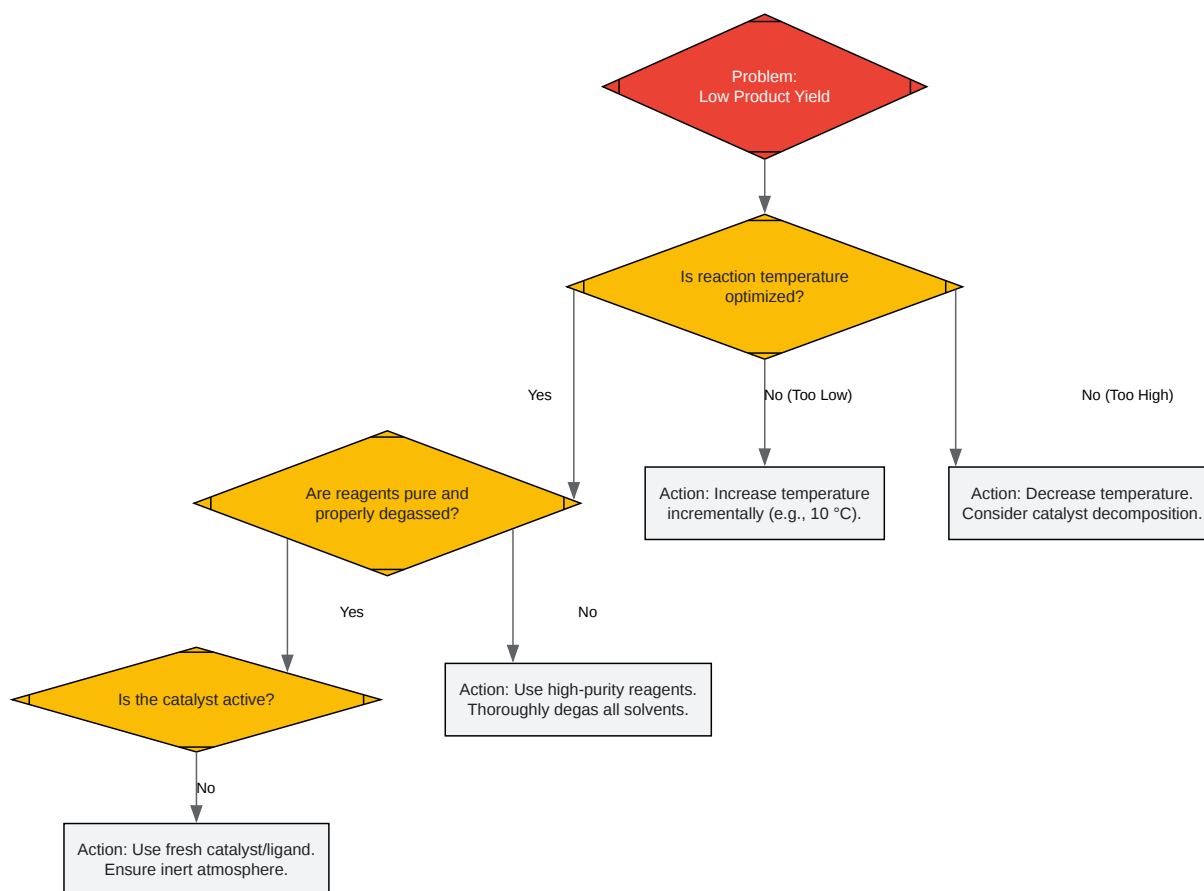 Problem:
Low Product Yield
Is reaction temperature
optimized?
Yes
No (Too Low)
No (Too High)
Are reagents pure and
properly degassed?
Action: Increase temperature
incrementally (e.g., 10 °C).
Action: Decrease temperature.
Consider catalyst decomposition.
Yes
No
Is the catalyst active?
Action: Use high-purity reagents.
Thoroughly degas all solvents.
No
Action: Use fresh catalyst/ligand.
Ensure inert atmosphere.